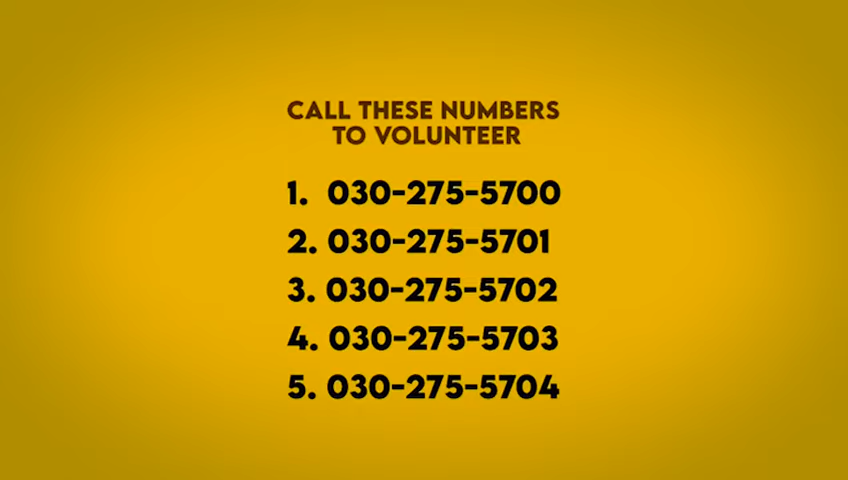 CALL THESE NUMBERS
TO VOLUNTEER
1. 030-275-5700
2. 030-275-5701
3. 030-275-5702
4. 030-275-5703
5. 030-275-5704